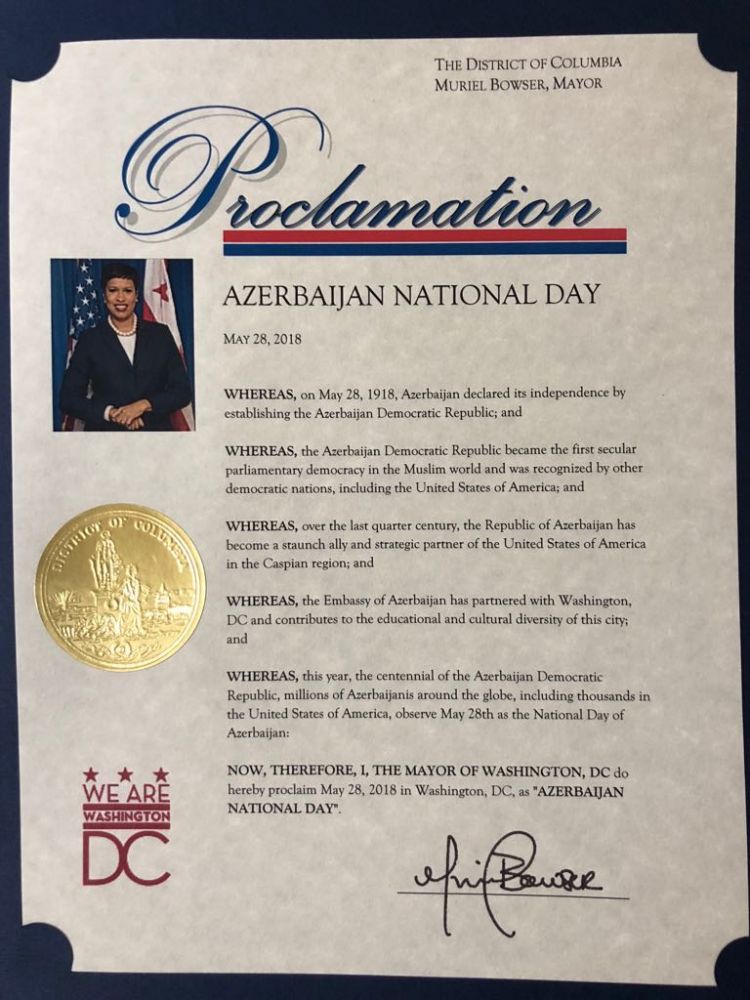 THE DISTRICT OF COLUMBIA
MURIEL BOWSER, MAYOR
Proclamation
AZERBAIJAN NATIONAL DAY
MAY 28, 2018
WHEREAS, on May 28, 1918, Azerbaijan declared its independence by
establishing the Azerbaijan Democratic Republic; and
WHEREAS, the Azerbaijan Democratic Republic became the first secular
parliamentary democracy in the Muslim world and was recognized by other
democratic nations, including the United States of America; and
WHEREAS, over the last quarter century, the Republic of Azerbaijan has
become a staunch ally and strategic partner of the United States of America
in the Caspian region; and
WHEREAS, the Embassy of Azerbaijan has partnered with Washington,
DC and contributes to the educational and cultural diversity of this city;
and
WHEREAS, this year, the centennial of the Azerbaijan Democratic
Republic, millions of Azerbaijanis around the globe, including thousands in
the United States of America, observe May 28th as the National Day of
Azerbaijan:
NOW, THEREFORE, I, THE MAYOR OF WASHINGTON, DC do
hereby proclaim May 28, 2018 in Washington, DC, as "AZERBAIJAN
NATIONAL DAY".
DISTRICT OF COLUMBIA
WE ARE
WASHINGTON
DC
Muriel Bowser